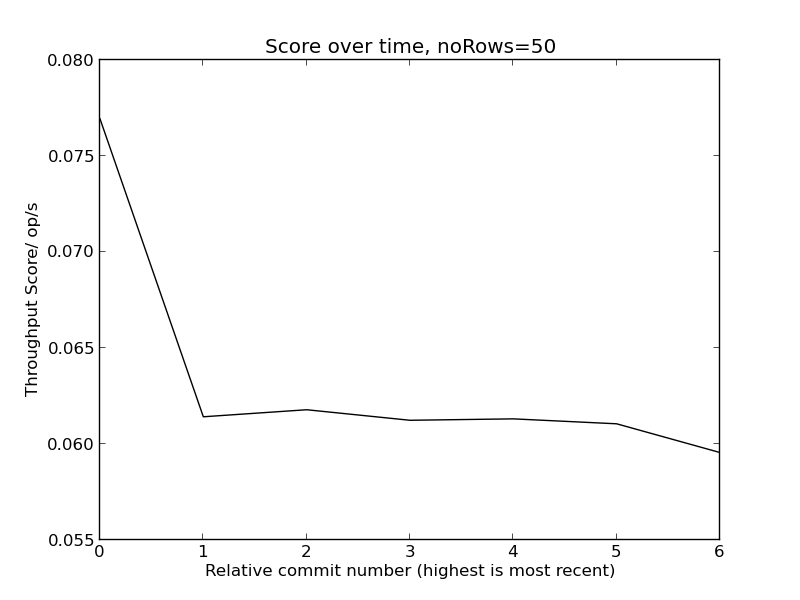 Score over time, noRows=50
0.080
0.075
0.070
0.065
0.060
0.055
Throughput Score/ op/s
0 1 2 3 4 5 6
Relative commit number (highest is most recent)